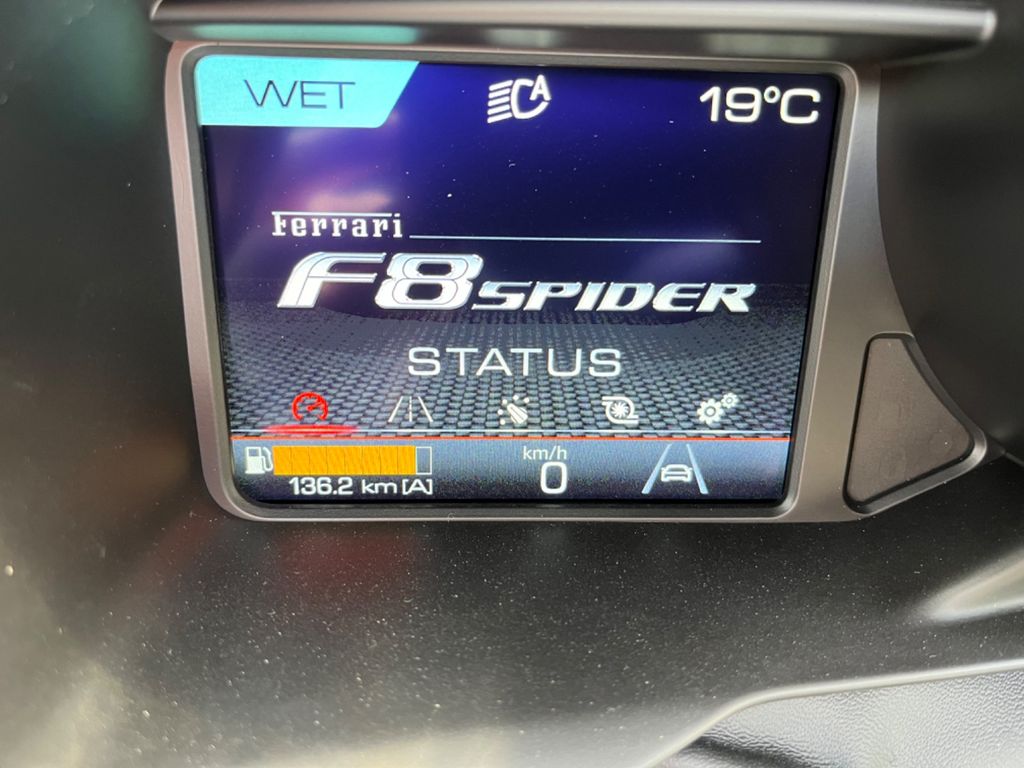 WET
A
19°C
Ferrari
F8 SPIDER
STATUS
km/h
0
136.2 km [A]